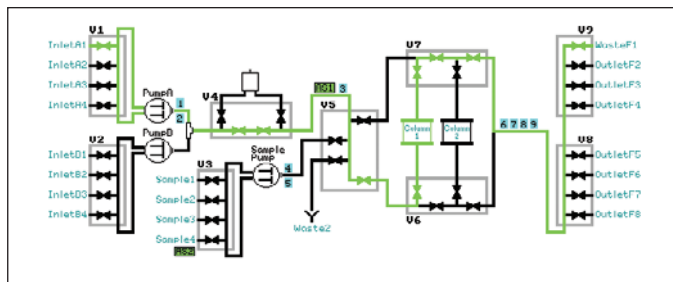 V1
InletA1
InletA2
InletA3
InletA4
PumpA
1
2
V2
PumpB
InletB1
InletB2
InletB3
InletB4
V4
V3
Sample1
Sample2
Sample3
Sample4
Sample
Pump
4
5
AS1
3
V5
Waste2
V7
Column
1
Column
2
V6
6 7 8 9
V9
WasteF1
OutletF2
OutletF3
OutletF4
V8
OutletF5
OutletF6
OutletF7
OutletF8